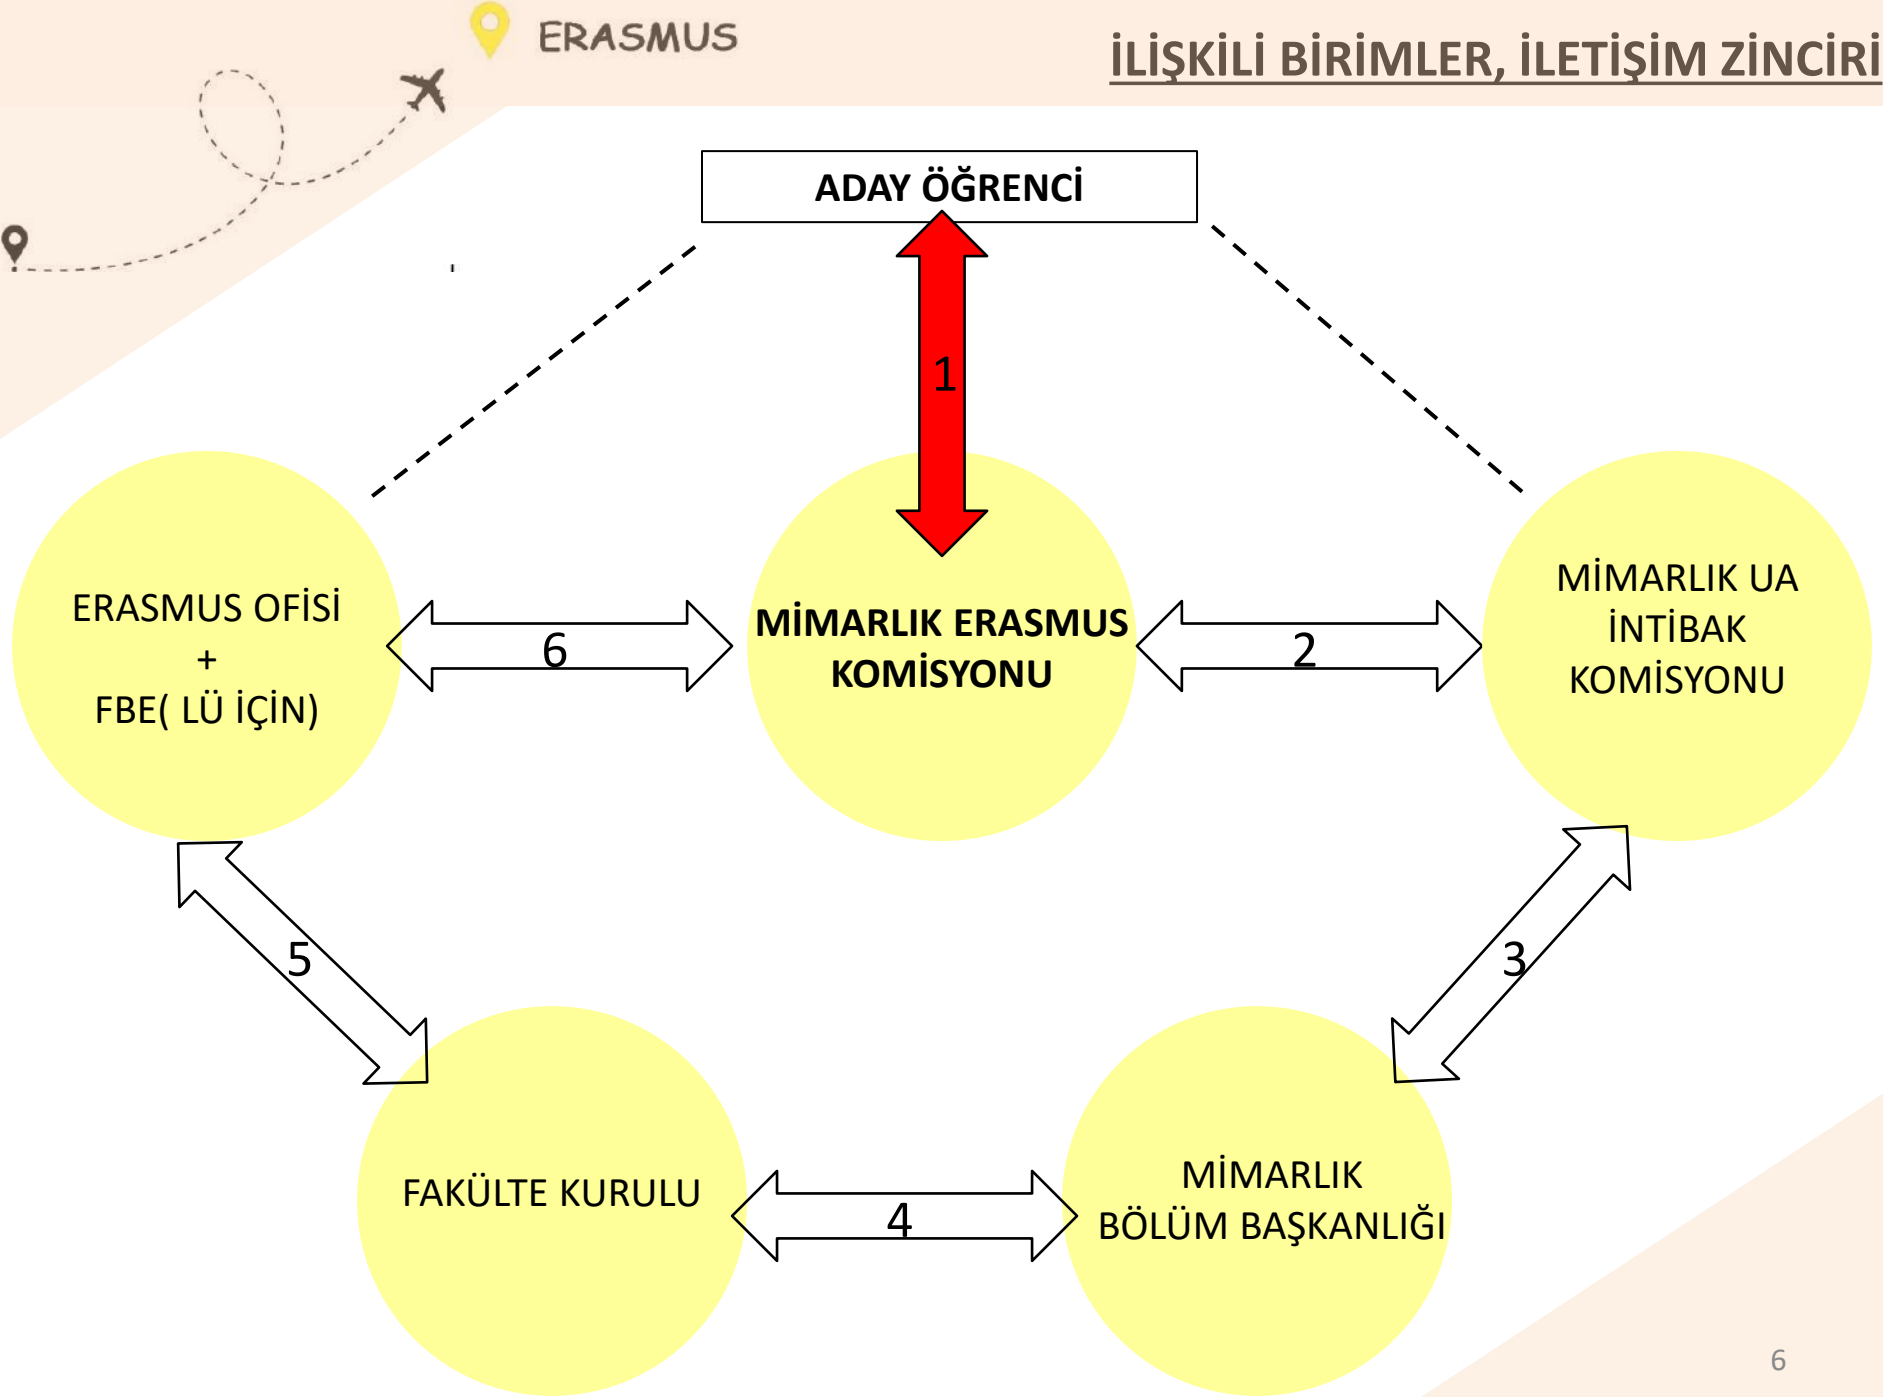 ERASMUS
İLİŞKİLİ BİRİMLER, İLETİŞİM ZİNCİRİ
ADAY ÖĞRENCİ
1
ERASMUS OFİSİ
+
FBE( LÜ İÇİN)
6
MİMARLIK ERASMUS
KOMİSYONU
2
MİMARLIK UA
İNTİBAK
KOMİSYONU
5
3
FAKÜLTE KURULU
4
MİMARLIK
BÖLÜM BAŞKANLIĞI
6